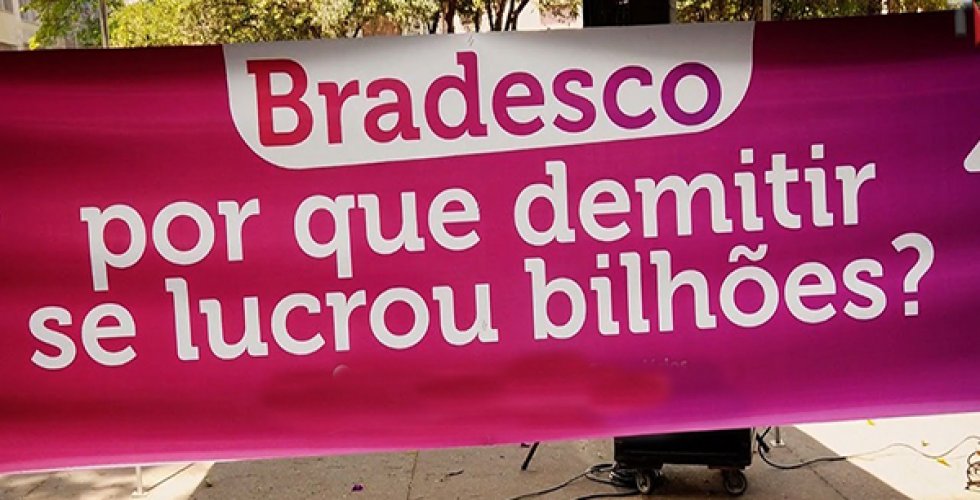 Bradesco
por que demitir
se lucrou bilhões?